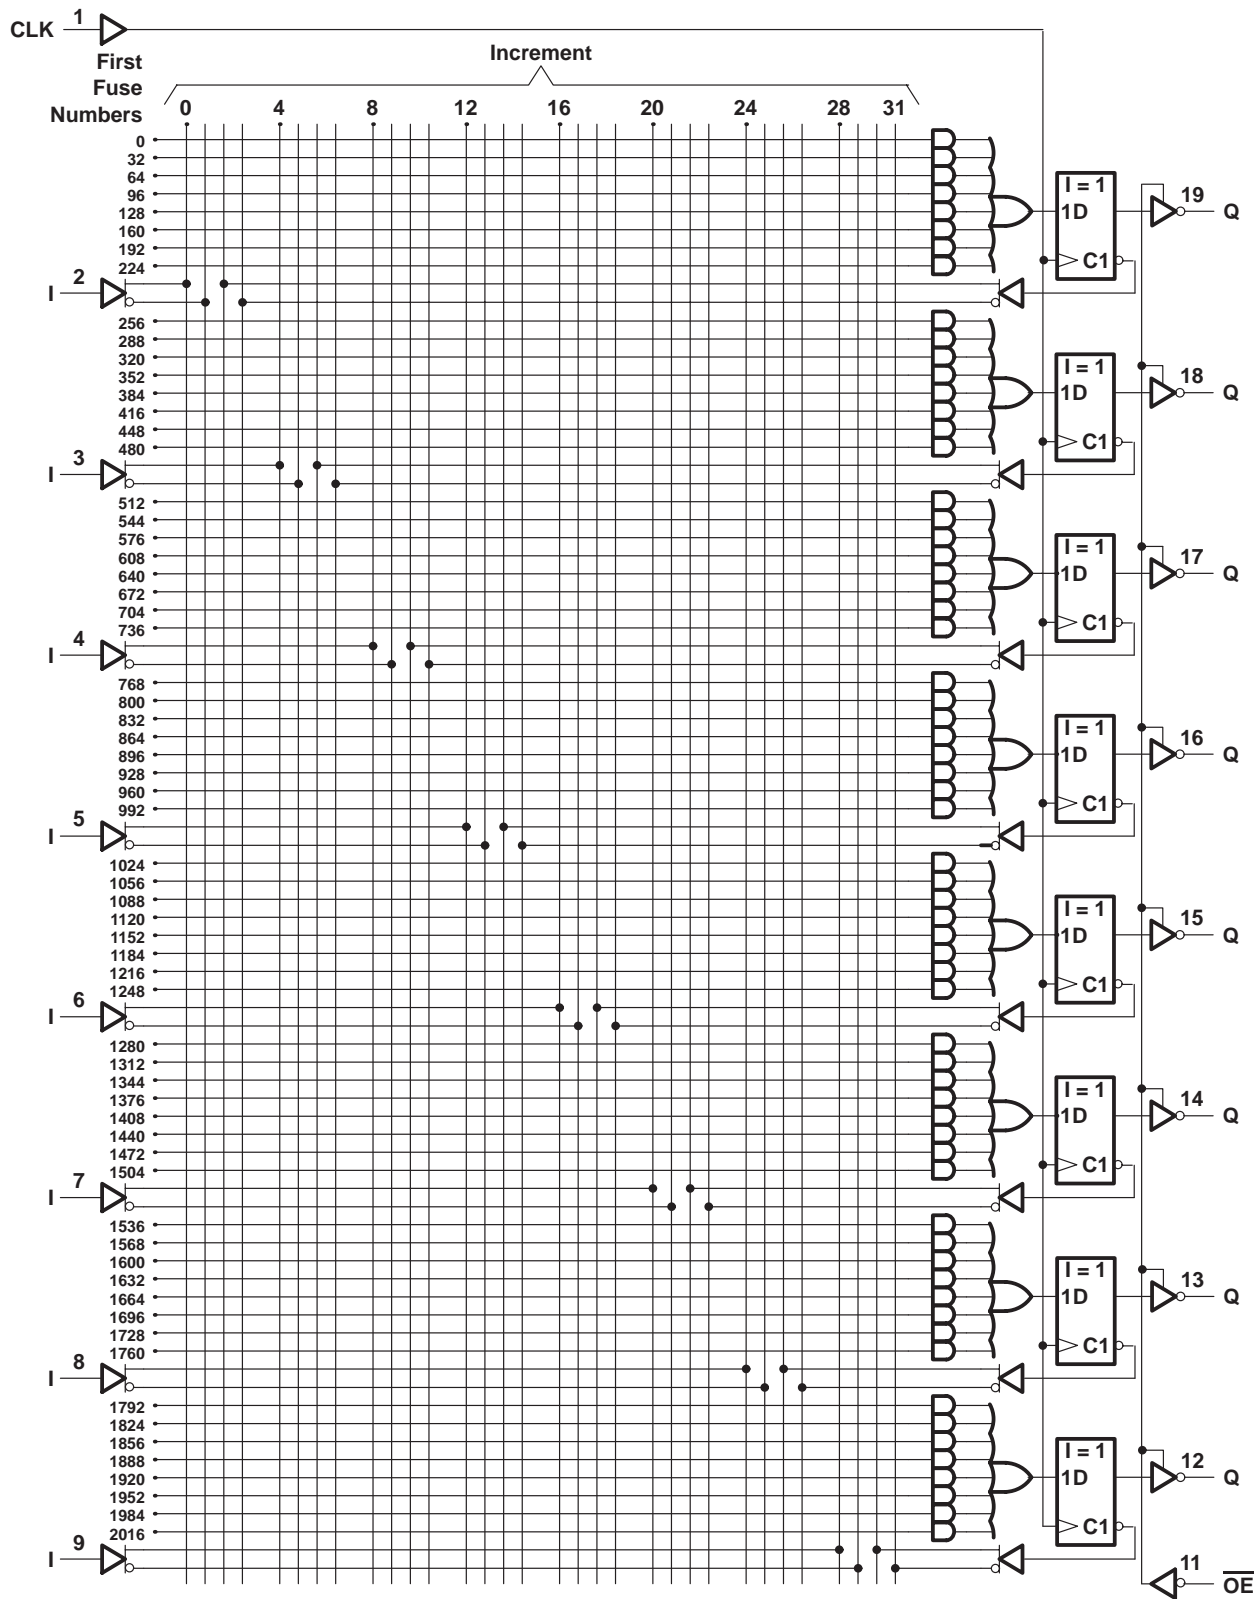 CLK 1
First
Fuse
Numbers
Increment
0 4 8 12 16 20 24 28 31
0
32
64
96
128
160
192
224
I = 1
1D
C1
19 Q
I 2
256
288
320
352
384
416
448
480
I = 1
1D
C1
18 Q
I 3
512
544
576
608
640
672
704
736
I = 1
1D
C1
17 Q
I 4
768
800
832
864
896
928
960
992
I = 1
1D
C1
16 Q
I 5
1024
1056
1088
1120
1152
1184
1216
1248
I = 1
1D
C1
15 Q
I 6
1280
1312
1344
1376
1408
1440
1472
1504
I = 1
1D
C1
14 Q
I 7
1536
1568
1600
1632
1664
1696
1728
1760
I = 1
1D
C1
13 Q
I 8
1792
1824
1856
1888
1920
1952
1984
2016
I = 1
1D
C1
12 Q
I 9
11 OE